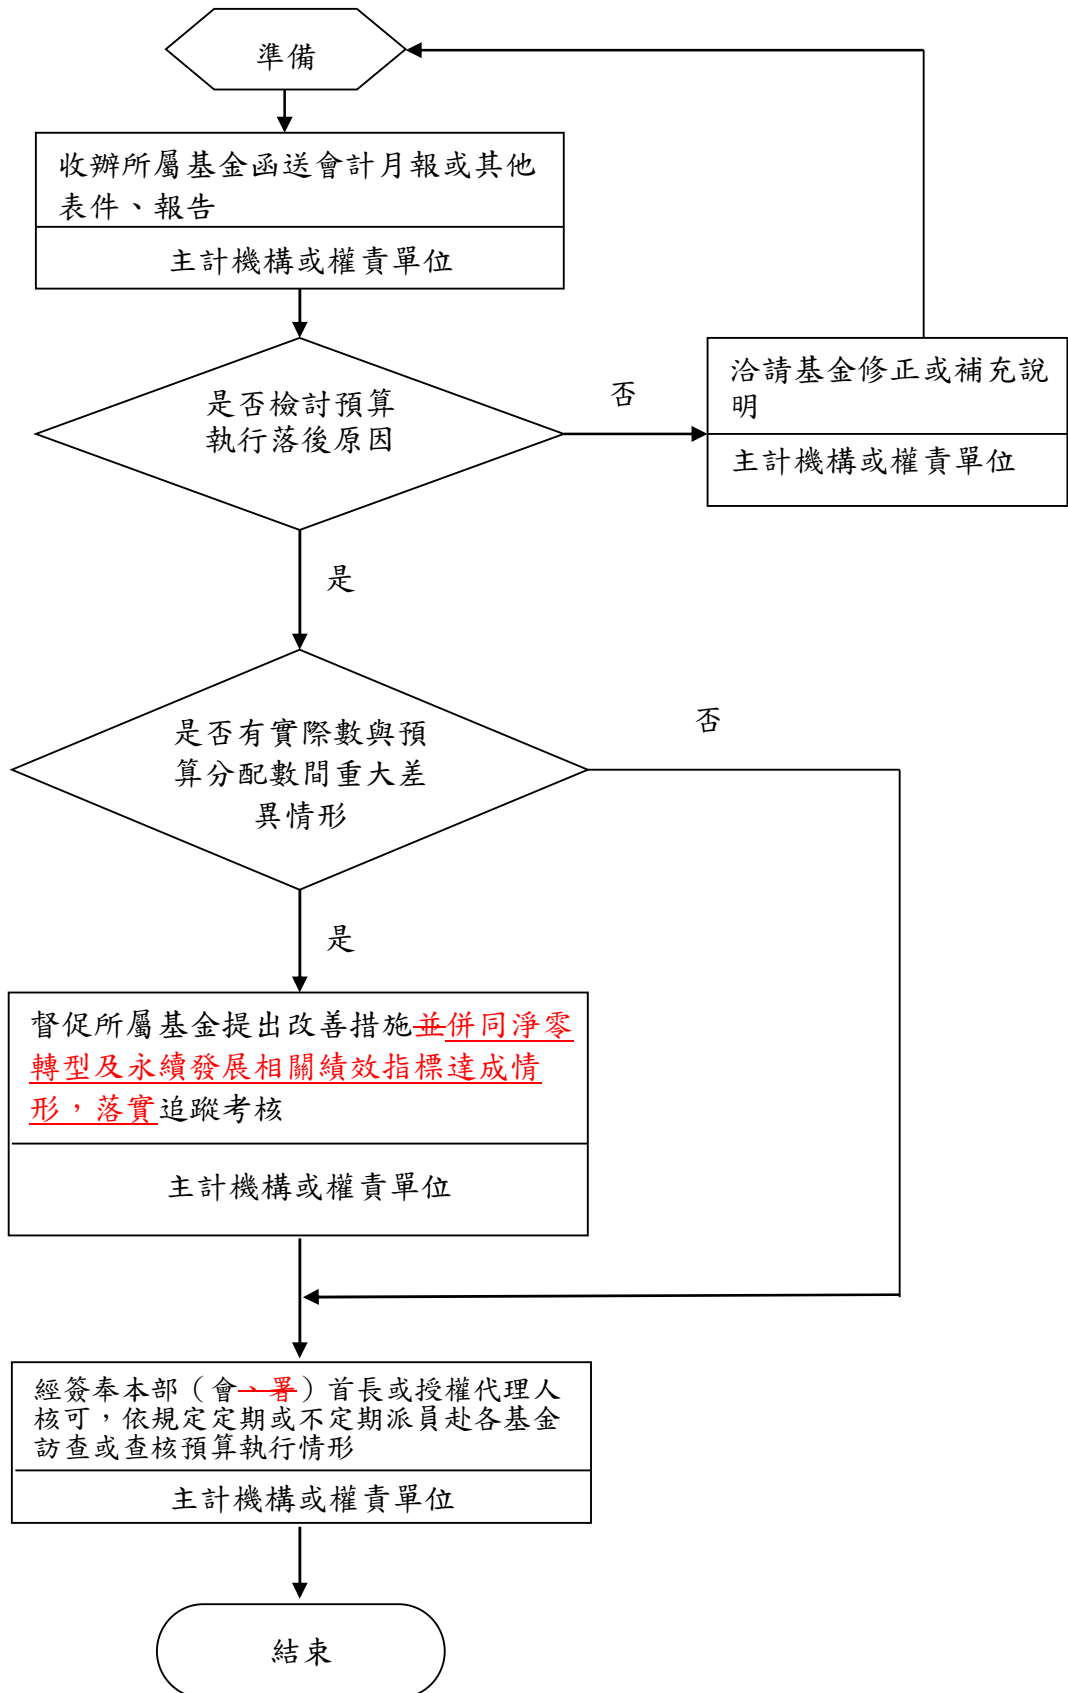 準備
收辦所屬基金函送會計月報或其他
表件、報告
主計機構或權責單位
是否檢討預算
執行落後原因
否
洽請基金修正或補充說
明
主計機構或權責單位
是
是否有實際數與預
算分配數間重大差
異情形
否
是
督促所屬基金提出改善措施並併同淨零
轉型及永續發展相關績效指標達成情
形，落實追蹤考核
主計機構或權責單位
經簽奉本部（會、署）首長或授權代理人
核可，依規定定期或不定期派員赴各基金
訪查或查核預算執行情形
主計機構或權責單位
結束